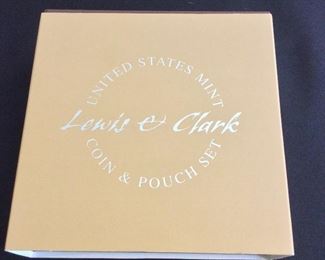 UNITED STATES MINT
Lewis & Clark
COIN & POUCH SET